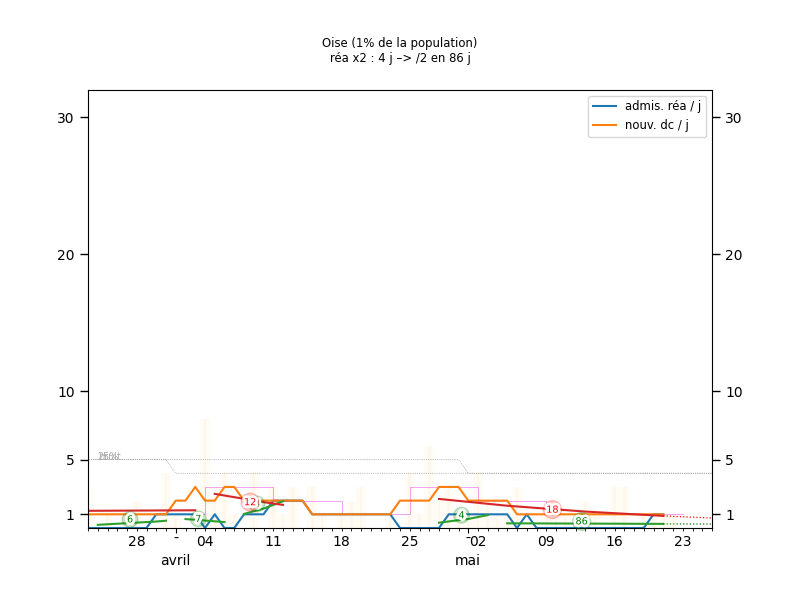 Oise (1% de la population)
réa x2 : 4 j –> /2 en 86 j
admis. réa / j
nouv. dc / j
30 30
20 20
10 10
5 5
1 1
6 7 12 4 18 86
28 04 11 18 25 02 09 16 23
avril mai